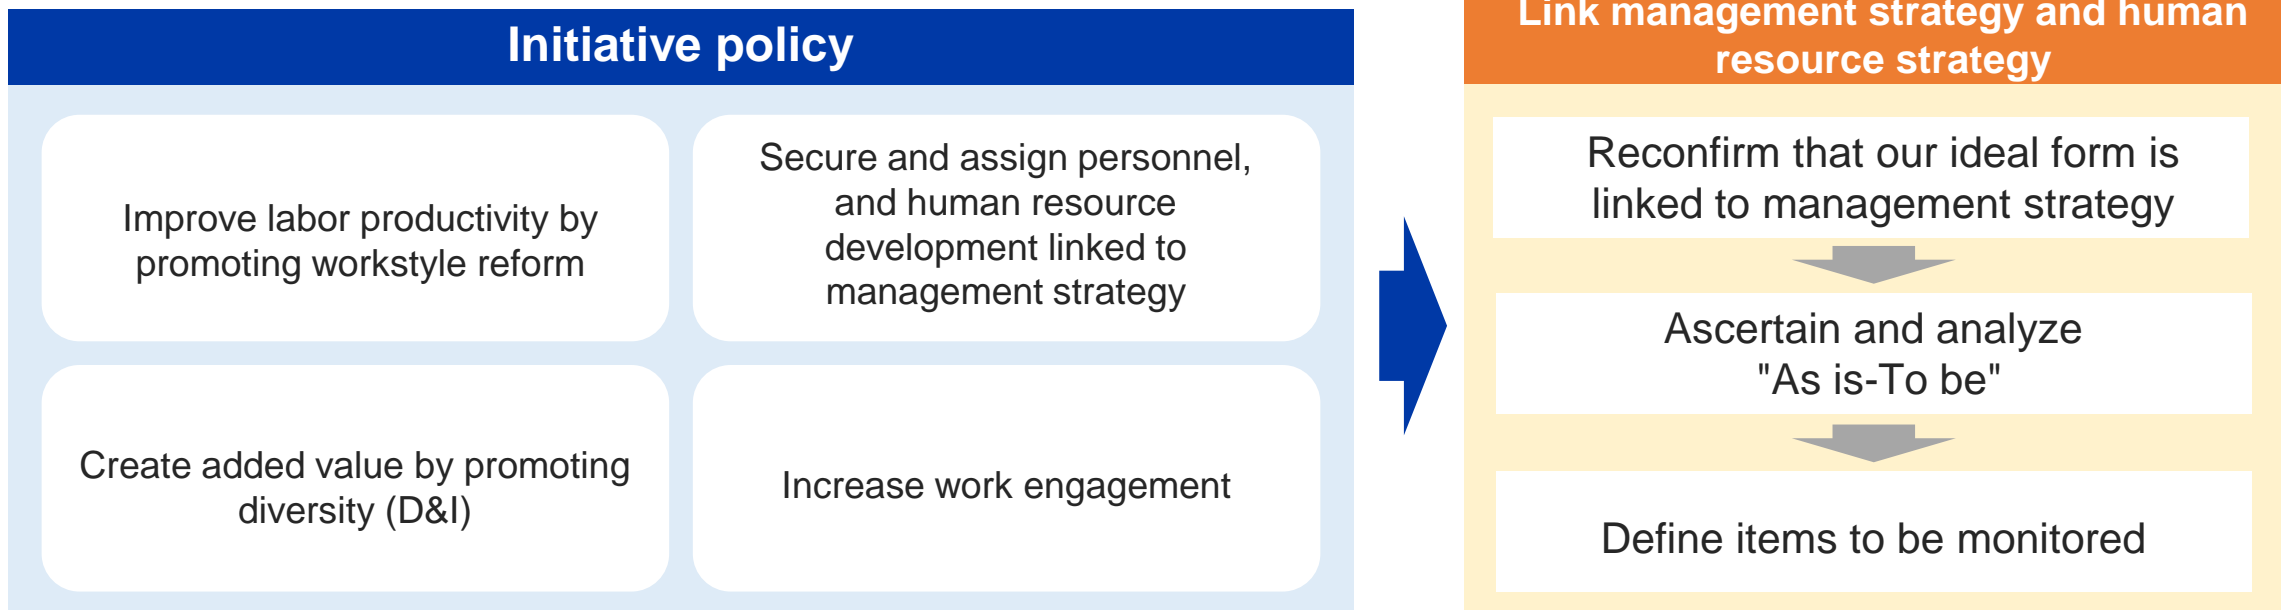 Initiative policy
Improve labor productivity by
promoting workstyle reform
Secure and assign personnel,
and human resource
development linked to
management strategy
Create added value by promoting
diversity (D&I)
Increase work engagement
Link management strategy and human
resource strategy
Reconfirm that our ideal form is
linked to management strategy
Ascertain and analyze
"As is-To be"
Define items to be monitored